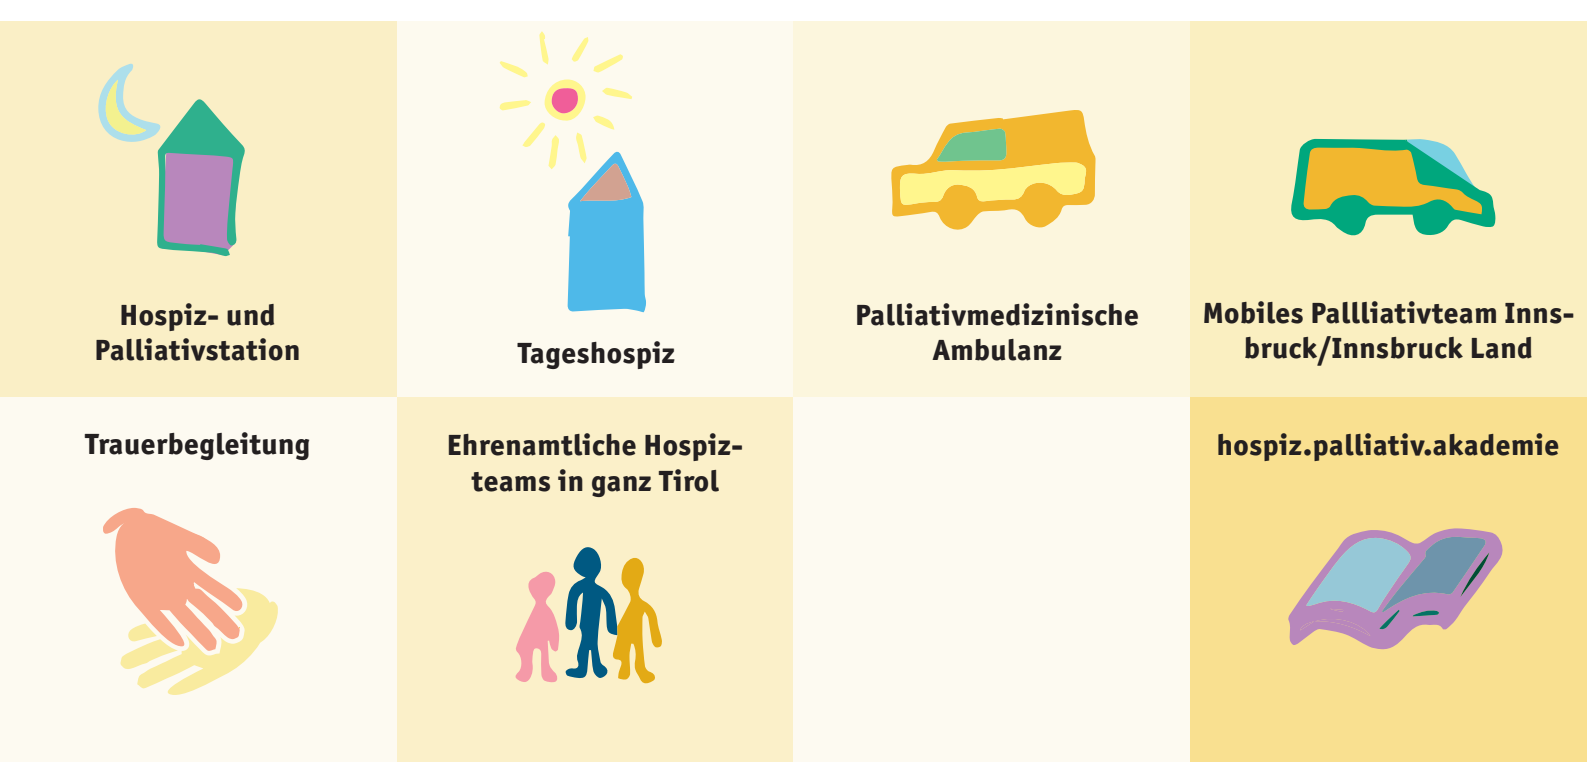 Hospiz- und
Palliativstation
Tageshospiz
Palliativmedizinische
Ambulanz
Mobiles Pallliativteam Inns-
bruck/Innsbruck Land
Trauerbegleitung
Ehrenamtliche Hospiz-
teams in ganz Tirol
hospiz.palliativ.akademie